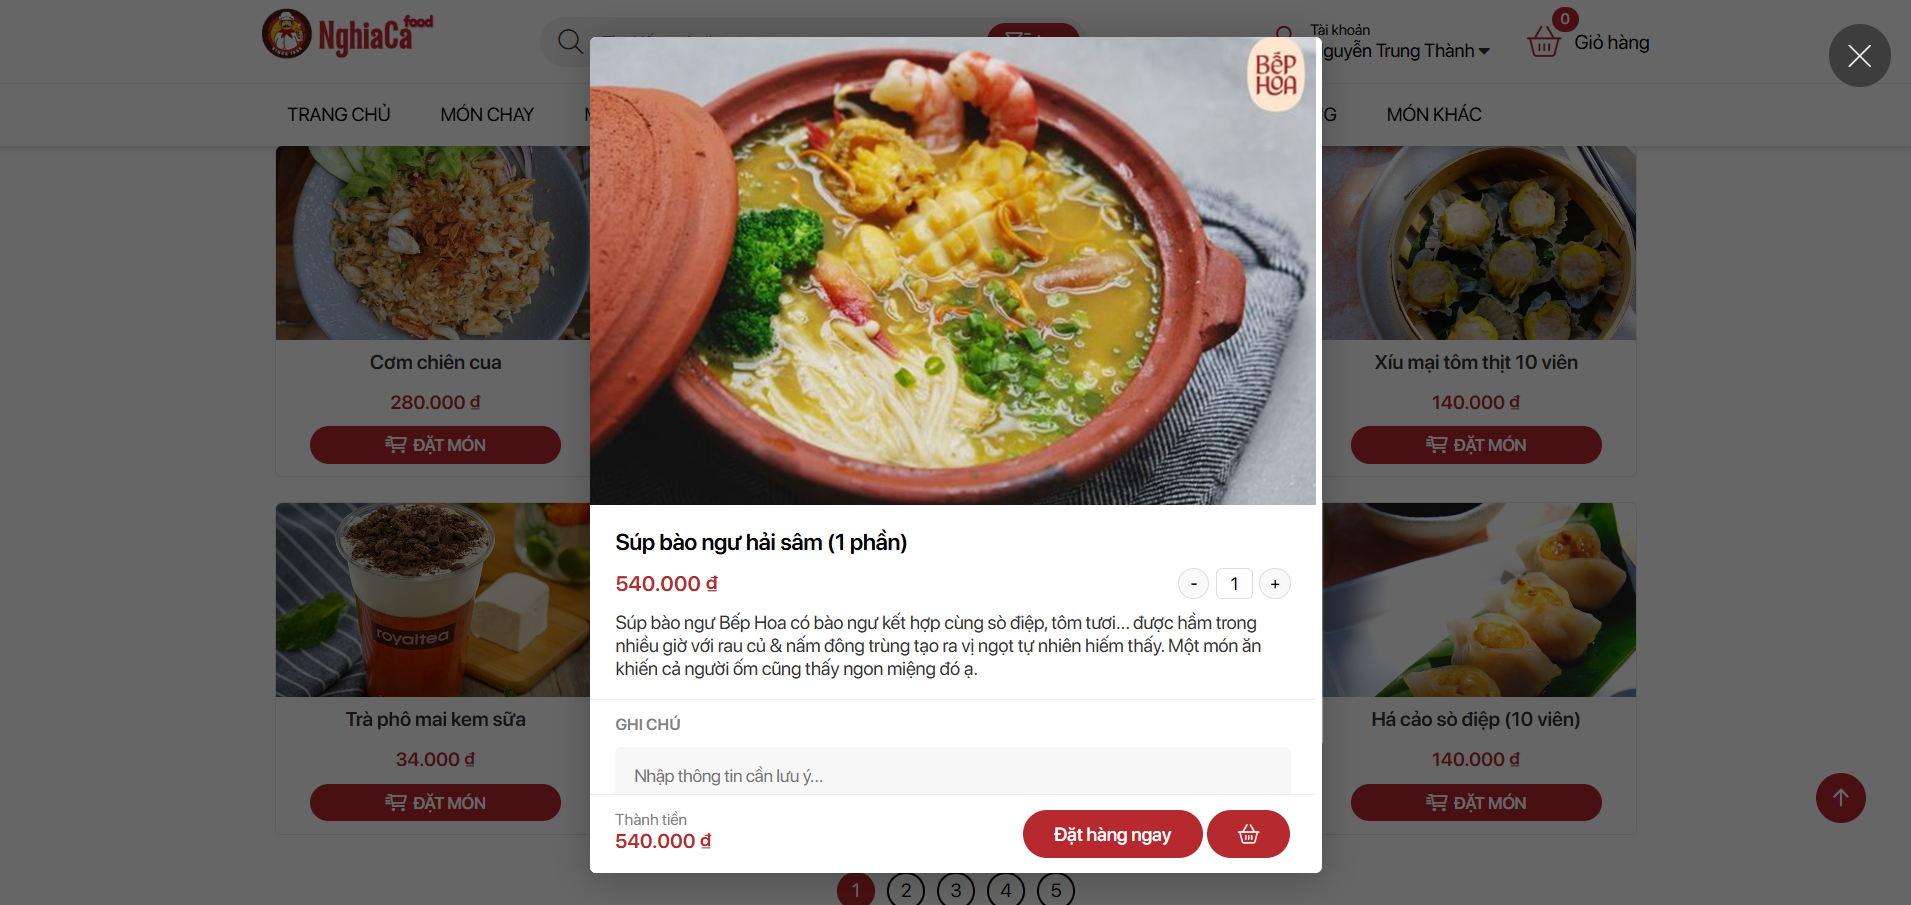 NghiaCa food
SINCE 1989
Tài khoản
Nguyễn Trung Thành
0
Giỏ hàng
TRANG CHỦ
MÓN CHAY
MÓN KHÁC
BẾP
HOA
Cơm chiên cua
280.000 ₫
ĐẶT MÓN
Xíu mại tôm thịt 10 viên
140.000 ₫
ĐẶT MÓN
Súp bào ngư hải sâm (1 phần)
540.000 ₫
- 1 +
Súp bào ngư Bếp Hoa có bào ngư kết hợp cùng sò điệp, tôm tươi... được hầm trong
nhiều giờ với rau củ & nấm đông trùng tạo ra vị ngọt tự nhiên hiếm thấy. Một món ăn
khiến cả người ốm cũng thấy ngon miệng đó ạ.
GHI CHÚ
Nhập thông tin cần lưu ý...
Thành tiền
540.000 ₫
Đặt hàng ngay
royaltea
Trà phô mai kem sữa
34.000 ₫
ĐẶT MÓN
Há cảo sò điệp (10 viên)
140.000 ₫
ĐẶT MÓN
1 2 3 4 5